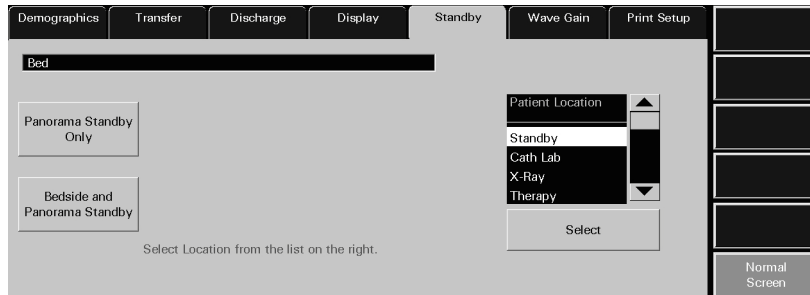 Demographics Transfer Discharge Display Standby Wave Gain Print Setup
Bed
Panorama Standby
Only
Bedside and
Panorama Standby
Select Location from the list on the right.
Patient Location
Standby
Cath Lab
X-Ray
Therapy
Select
Normal
Screen